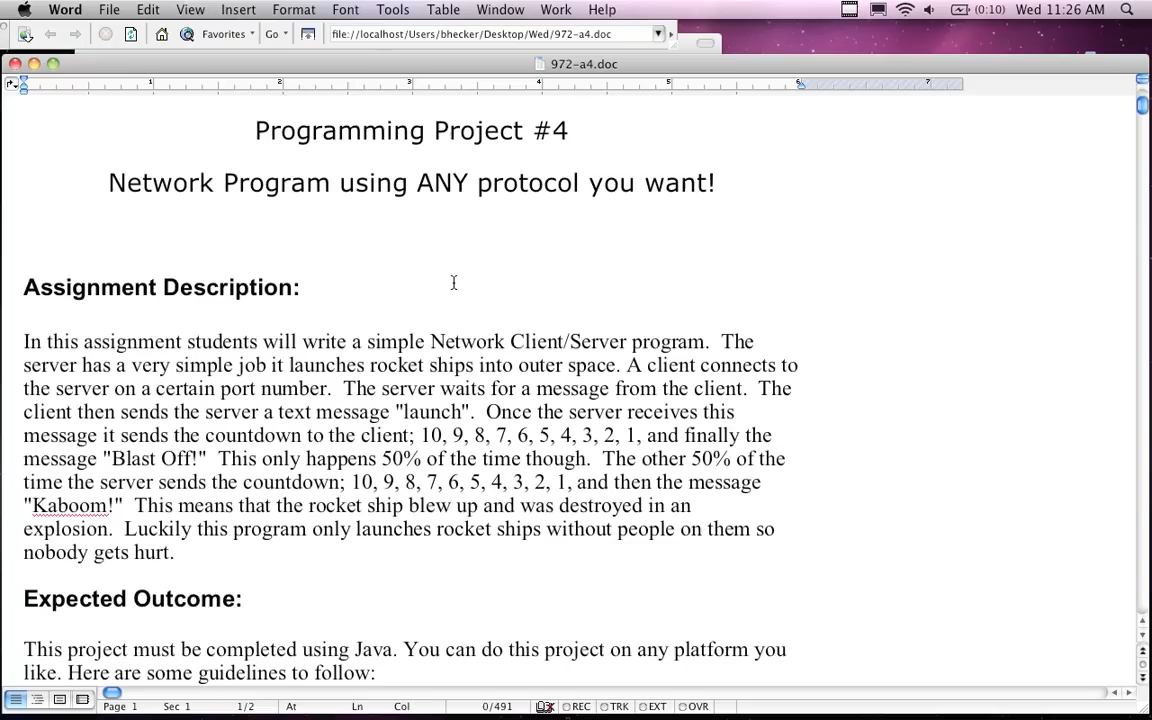 Word File Edit View Insert Format Font Tools Table Window Work Help (0:10) Wed 11:26 AM
Favorites Go file://localhost/Users/bhecker/Desktop/Wed/972-a4.doc
972-a4.doc
1 2 3 4 5 6 7
Programming Project #4
Network Program using ANY protocol you want!
Assignment Description:
In this assignment students will write a simple Network Client/Server program. The
server has a very simple job it launches rocket ships into outer space. A client connects to
the server on a certain port number. The server waits for a message from the client. The
client then sends the server a text message "launch". Once the server receives this
message it sends the countdown to the client; 10, 9, 8, 7, 6, 5, 4, 3, 2, 1, and finally the
message "Blast Off!" This only happens 50% of the time though. The other 50% of the
time the server sends the countdown; 10, 9, 8, 7, 6, 5, 4, 3, 2, 1, and then the message
"Kaboom!" This means that the rocket ship blew up and was destroyed in an
explosion. Luckily this program only launches rocket ships without people on them so
nobody gets hurt.
Expected Outcome:
This project must be completed using Java. You can do this project on any platform you
like. Here are some guidelines to follow:
Page 1 Sec 1 1/2 At Ln Col 0/491 REC TRK EXT OVR